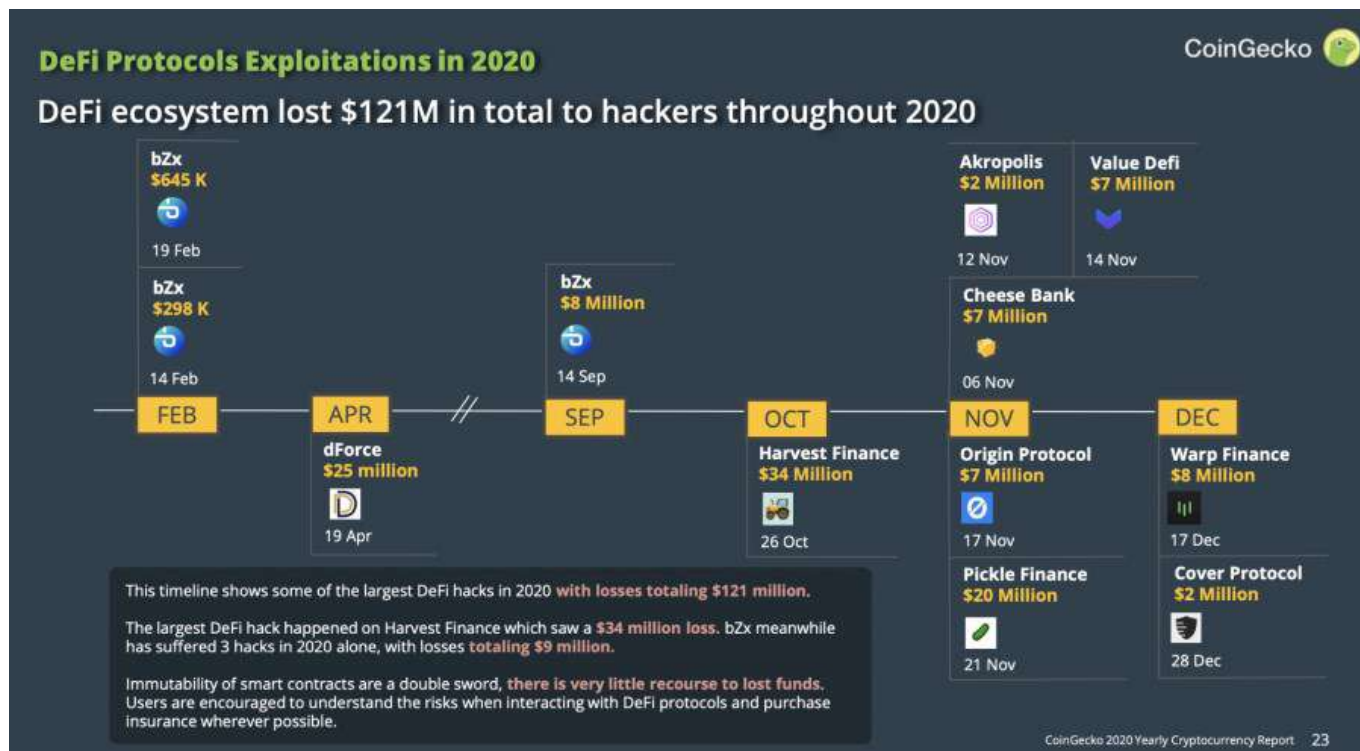 CoinGecko
DeFi Protocols Exploitations in 2020
DeFi ecosystem lost $121M in total to hackers throughout 2020
bZx
$645 K
19 Feb
bZx
$298 K
14 Feb
bZx
$8 Million
14 Sep
Akropolis
$2 Million
12 Nov
Value Defi
$7 Million
14 Nov
Cheese Bank
$7 Million
06 Nov
FEB
APR
SEP
OCT
NOV
DEC
dForce
$25 million
19 Apr
Harvest Finance
$34 Million
26 Oct
Origin Protocol
$7 Million
17 Nov
Pickle Finance
$20 Million
21 Nov
Warp Finance
$8 Million
17 Dec
Cover Protocol
$2 Million
28 Dec
This timeline shows some of the largest DeFi hacks in 2020 with losses totaling $121 million.
The largest DeFi hack happened on Harvest Finance which saw a $34 million loss. bZx meanwhile
has suffered 3 hacks in 2020 alone, with losses totaling $9 million.
Immutability of smart contracts are a double sword, there is very little recourse to lost funds.
Users are encouraged to understand the risks when interacting with DeFi protocols and purchase
insurance wherever possible.
CoinGecko 2020 Yearly Cryptocurrency Report 23